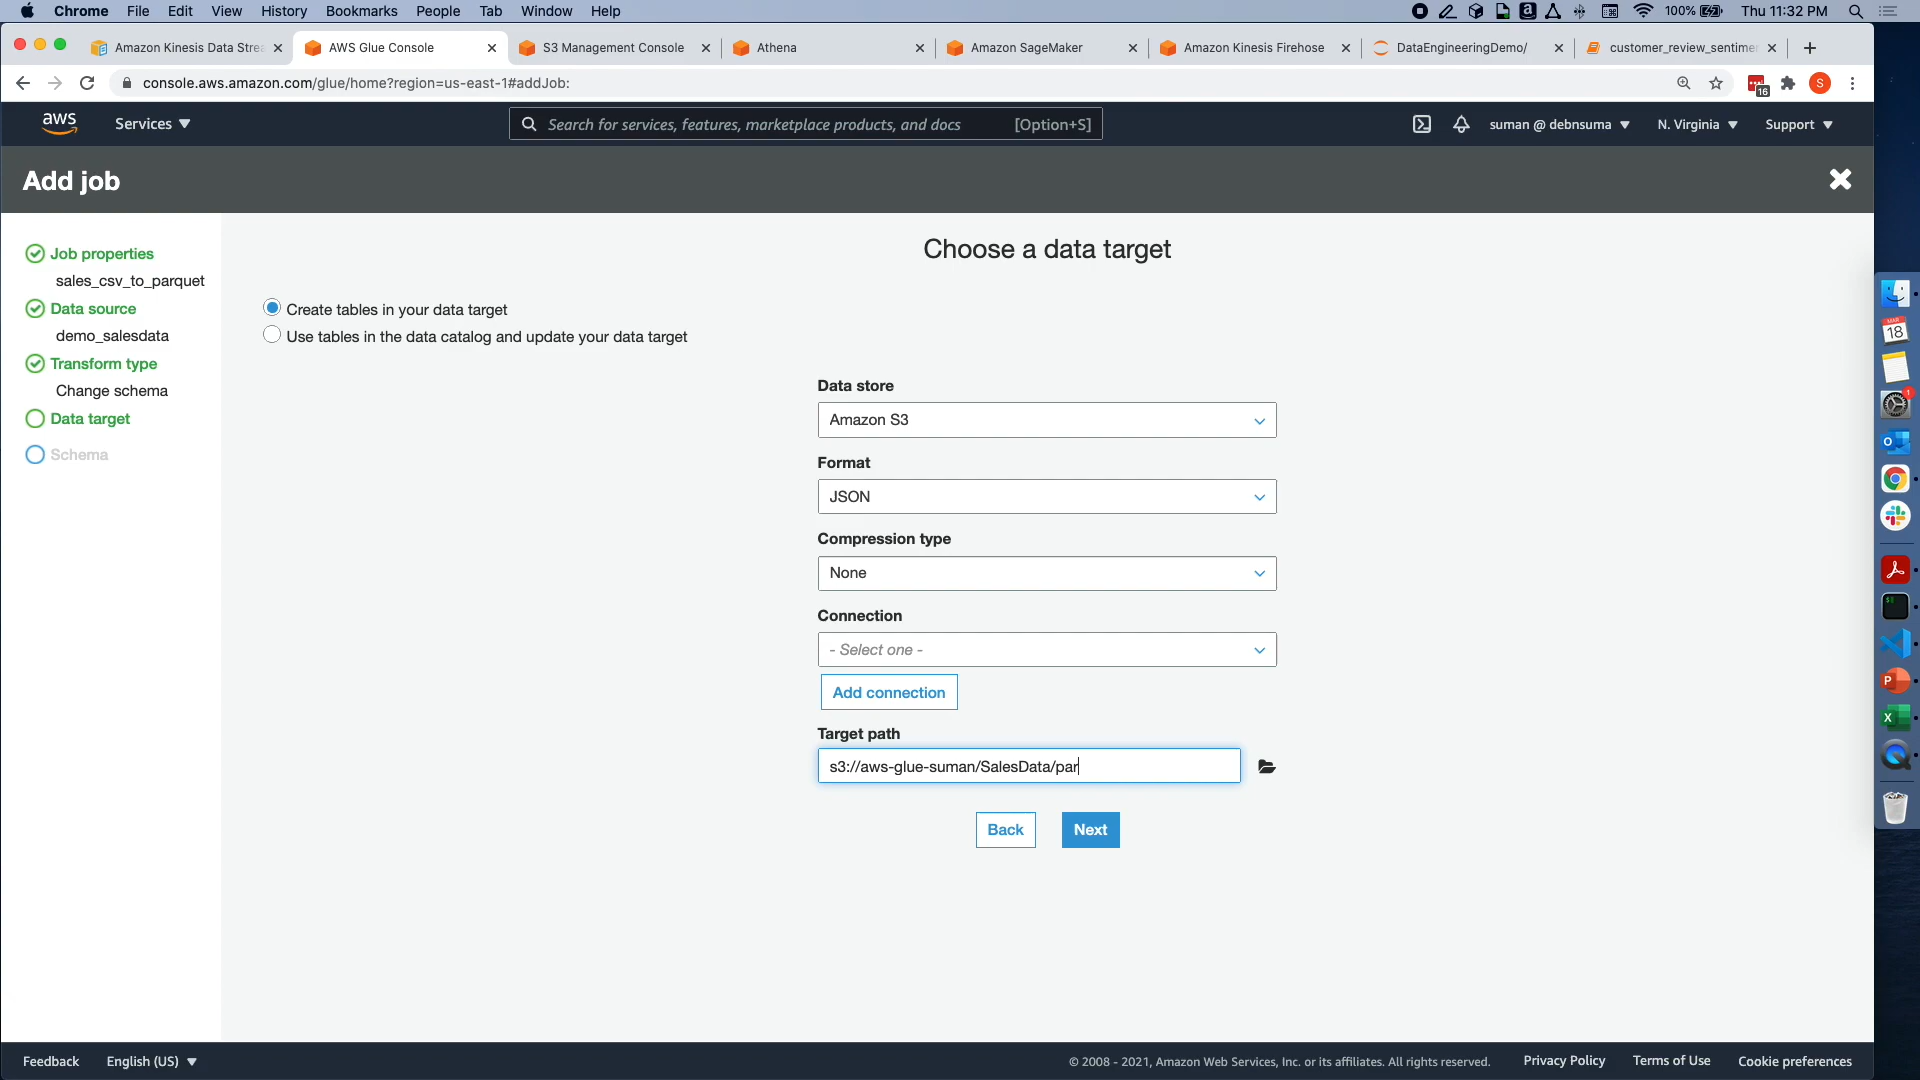 Chrome File Edit View History Bookmarks People Tab Window Help
100% Thu 11:32 PM
Amazon Kinesis Data Strea
AWS Glue Console
S3 Management Console
Athena
Amazon SageMaker
Amazon Kinesis Firehose
DataEngineeringDemo/
customer_review_sentimen
console.aws.amazon.com/glue/home?region=us-east-1#addJob:
16
S
aws
Services
Search for services, features, marketplace products, and docs
[Option+S]
suman @ debnsuma
N. Virginia
Support
Add job
Job properties
sales_csv_to_parquet
Data source
demo_salesdata
Transform type
Change schema
Data target
Schema
Choose a data target
Create tables in your data target
Use tables in the data catalog and update your data target
Data store
Amazon S3
Format
JSON
Compression type
None
Connection
- Select one -
Add connection
Target path
s3://aws-glue-suman/SalesData/par
Back
Next
MAR
18
1
Feedback
English (US)
© 2008 - 2021, Amazon Web Services, Inc. or its affiliates. All rights reserved.
Privacy Policy
Terms of Use
Cookie preferences